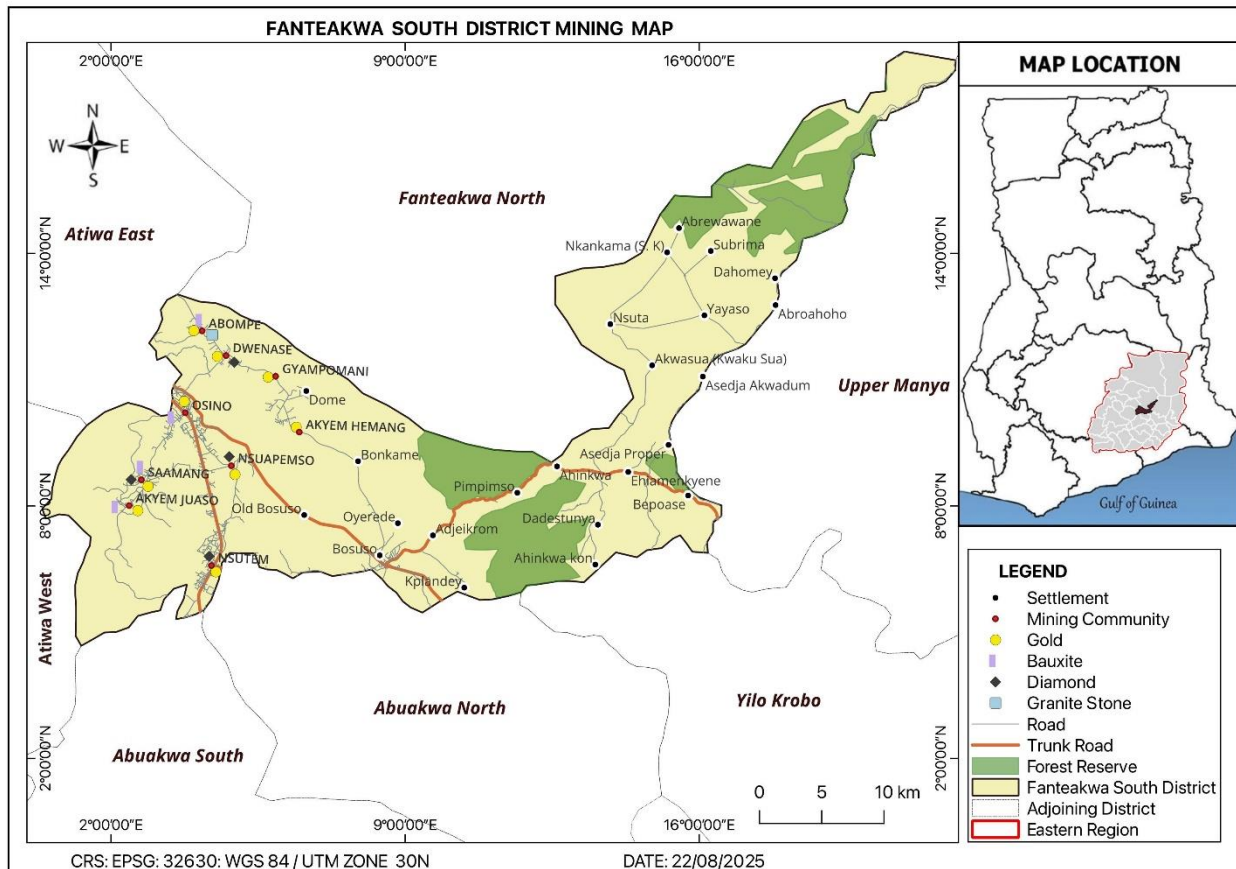 FANTEAKWA SOUTH DISTRICT MINING MAP
2°00'00"E
9°00'00"E
16°00'00"E
N
W
E
S
Fanteakwa North
Atiwa East
14°00'00"N
14°00'00"N
Abrewawane
Nkankama (S. K)
Subrima
Dahomey
Abroahoho
Nsuta
Yayaso
Akwasua (Kwaku Sua)
Asedja Akwadum
Upper Manya
ABOMPE
DWENASE
GYAMPOMANI
Dome
OSINO
AKYEM HEMANG
NSUAPEMSO
Bonkame
Asedja Proper
Ahinkwa
Ehiamenkyene
SAAMANG
Pimpimso
Bepoase
AKYEM JUASO
8°00'00"N
8°00'00"N
Old Bosuso
Oyerede
Adjeikrom
Dadestunya
NSUTEM
Bosuso
Ahinkwa kon
Kplandey
Atiwa West
Abuakwa North
Yilo Krobo
Abuakwa South
2°00'00"N
2°00'00"N
0 5 10 km
2°00'00"E
9°00'00"E
16°00'00"E
CRS: EPSG: 32630: WGS 84 / UTM ZONE 30N
DATE: 22/08/2025
MAP LOCATION
Gulf of Guinea
LEGEND
Settlement
Mining Community
Gold
Bauxite
Diamond
Granite Stone
Road
Trunk Road
Forest Reserve
Fanteakwa South District
Adjoining District
Eastern Region